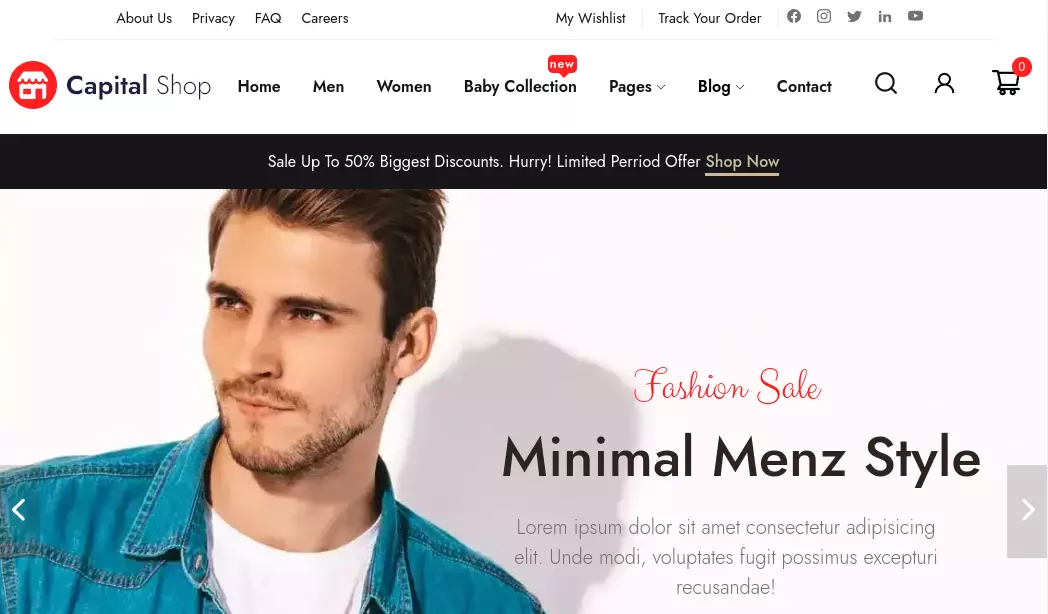 About Us Privacy FAQ Careers My Wishlist Track Your Order
new
0
Capital Shop Home Men Women Baby Collection Pages Blog Contact
Sale Up To 50% Biggest Discounts. Hurry! Limited Perriod Offer Shop Now
Fashion Sale
Minimal Menz Style
Lorem ipsum dolor sit amet consectetur adipisicing
elit. Unde modi, voluptates fugit possimus excepturi
recusandae!